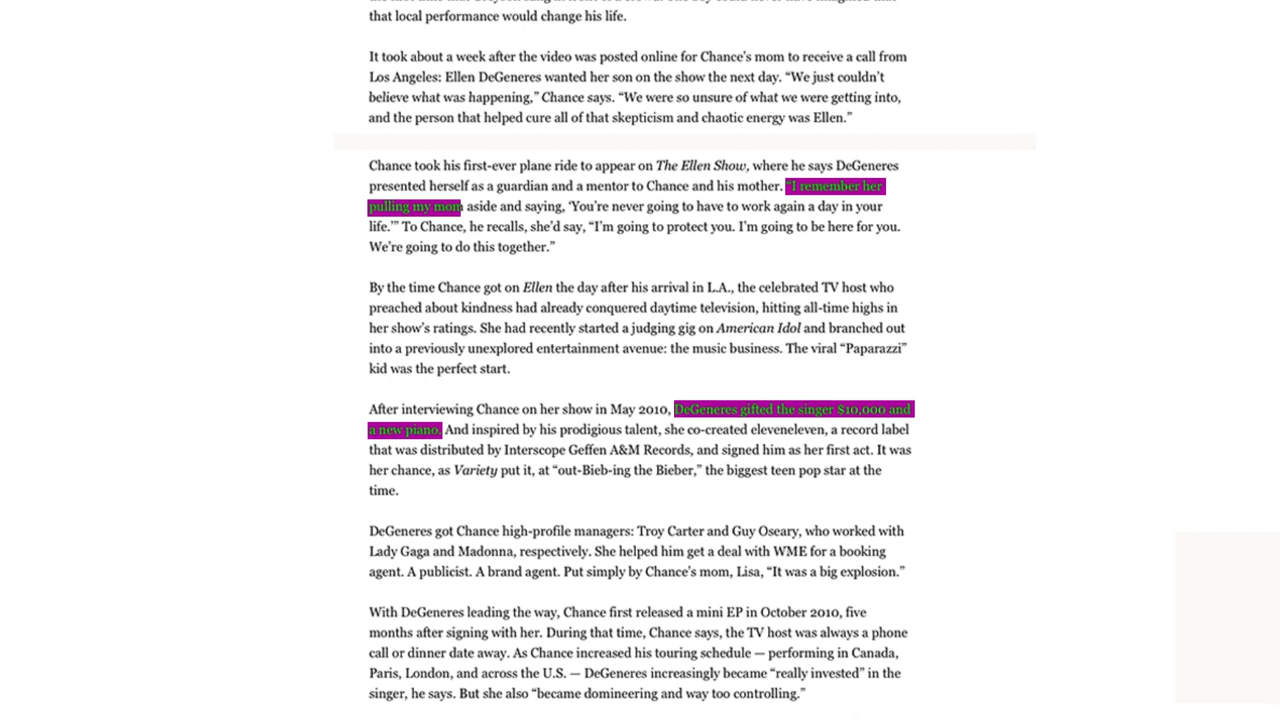 that local performance would change his life.
It took about a week after the video was posted online for Chance’s mom to receive a call from
Los Angeles: Ellen DeGeneres wanted her son on the show the next day. “We just couldn’t
believe what was happening,” Chance says. “We were so unsure of what we were getting into,
and the person that helped cure all of that skepticism and chaotic energy was Ellen.”
Chance took his first-ever plane ride to appear on The Ellen Show, where he says DeGeneres
presented herself as a guardian and a mentor to Chance and his mother. “I remember her
pulling my mom aside and saying, ‘You’re never going to have to work again a day in your
life.’” To Chance, he recalls, she’d say, “I’m going to protect you. I’m going to be here for you.
We’re going to do this together.”
By the time Chance got on Ellen the day after his arrival in L.A., the celebrated TV host who
preached about kindness had already conquered daytime television, hitting all-time highs in
her show’s ratings. She had recently started a judging gig on American Idol and branched out
into a previously unexplored entertainment avenue: the music business. The viral “Paparazzi”
kid was the perfect start.
After interviewing Chance on her show in May 2010, DeGeneres gifted the singer $10,000 and
a new piano. And inspired by his prodigious talent, she co-created eleveneleven, a record label
that was distributed by Interscope Geffen A&M Records, and signed him as her first act. It was
her chance, as Variety put it, at “out-Bieb-ing the Bieber,” the biggest teen pop star at the
time.
DeGeneres got Chance high-profile managers: Troy Carter and Guy Oseary, who worked with
Lady Gaga and Madonna, respectively. She helped him get a deal with WME for a booking
agent. A publicist. A brand agent. Put simply by Chance’s mom, Lisa, “It was a big explosion.”
With DeGeneres leading the way, Chance first released a mini EP in October 2010, five
months after signing with her. During that time, Chance says, the TV host was always a phone
call or dinner date away. As Chance increased his touring schedule — performing in Canada,
Paris, London, and across the U.S. — DeGeneres increasingly became “really invested” in the
singer, he says. But she also “became domineering and way too controlling.”